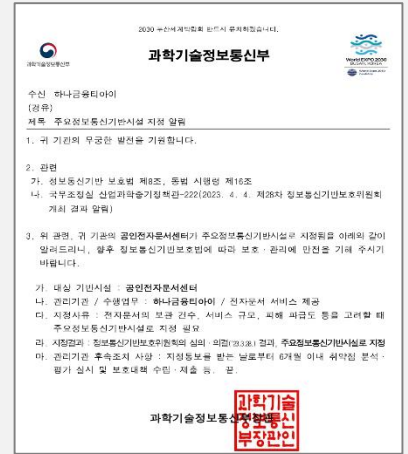 2030 부산세계박람회 반드시 유치하겠습니다.
과학기술정보통신부
과학기술정보통신부
World EXPO 2030
BUSAN, KOREA
수신 하나금융티아이
(경유)
제목 주요정보통신기반시설 지정 알림
1. 귀 기관의 무궁한 발전을 기원합니다.
2. 관련
가. 정보통신기반 보호법 제8조, 동법 시행령 제16조
나. 국무조정실 산업과학중기정책관-222(2023. 4. 4. 제28차 정보통신기반보호위원회
개최 결과 알림)
3. 위 관련, 귀 기관의 공인전자문서센터가 주요정보통신기반시설로 지정됨을 아래와 같이
알려드리니, 향후 정보통신기반보호법에 따라 보호·관리에 만전을 기해 주시기
바랍니다.
가. 대상 기반시설 : 공인전자문서센터
나. 관리기관 / 수행업무 : 하나금융티아이 / 전자문서 서비스 제공
다. 지정사유 : 전자문서의 보관 건수, 서비스 규모, 피해 파급도 등을 고려할 때
주요정보통신기반시설로 지정 필요
라. 지정결과 : 정보통신기반보호위원회의 심의·의결('23.3.28.) 결과, 주요정보통신기반시설로 지정
마. 관리기관 후속조치 사항 : 지정통보를 받은 날로부터 6개월 이내 취약점 분석·
평가 실시 및 보호대책 수립·제출 등. 끝.
과학기술정보통신부장관
과학기술
정보통신
부장관인